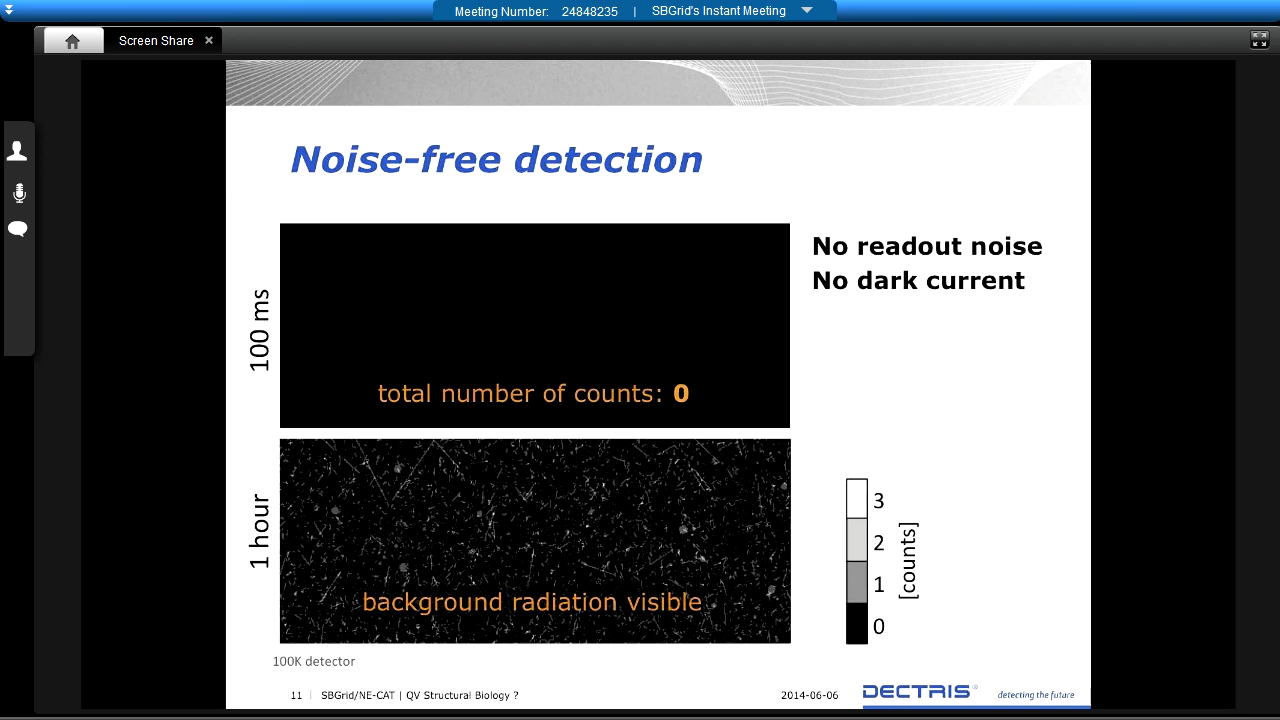 Meeting Number: 24848235 | SBGrid's Instant Meeting
Screen Share ×
Noise-free detection
No readout noise
No dark current
100 ms
total number of counts: 0
1 hour
background radiation visible
3
2
1
0
[counts]
100K detector
11 | SBGrid/NE-CAT | QV Structural Biology ? 2014-06-06 DECTRIS® detecting the future